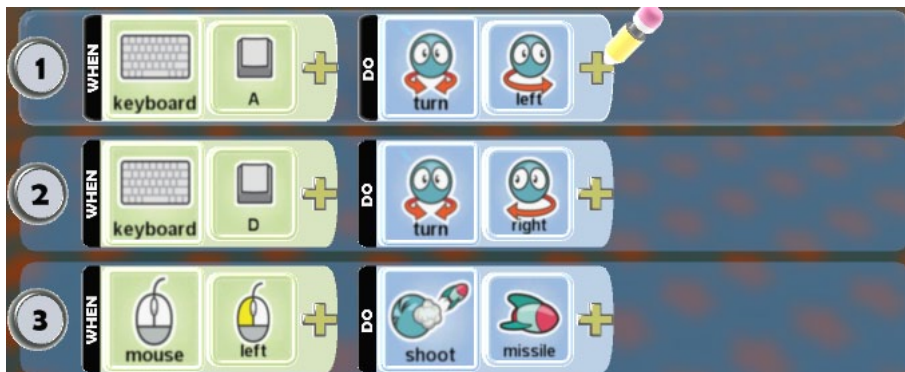 1 WHEN keyboard A DO turn left
2 WHEN keyboard D DO turn right
3 WHEN mouse left DO shoot missile